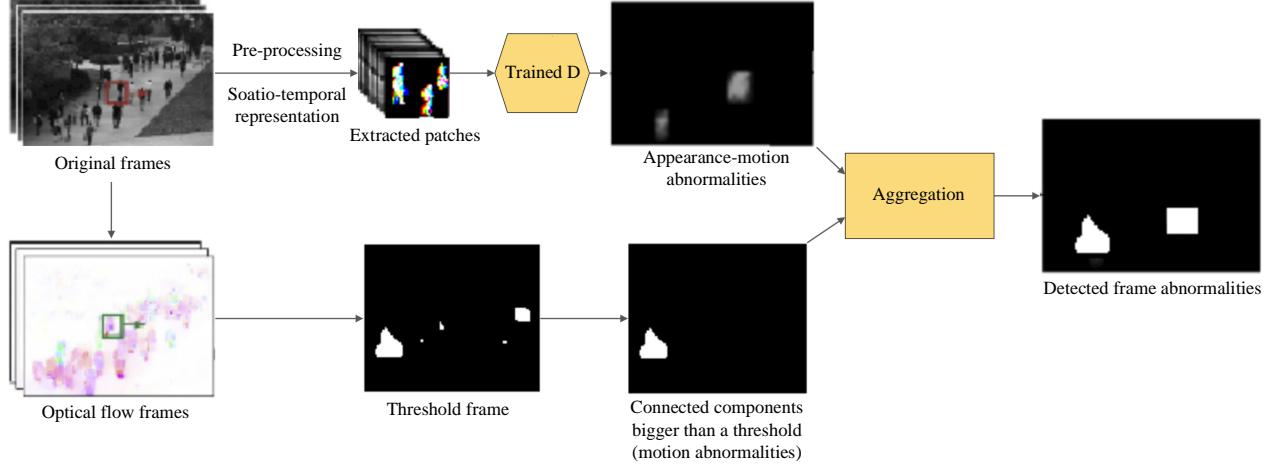 Pre-processing
Soatio-temporal
representation
Trained D
Extracted patches
Original frames
Appearance-motion
abnormalities
Aggregation
Detected frame abnormalities
Optical flow frames
Threshold frame
Connected components
bigger than a threshold
(motion abnormalities)